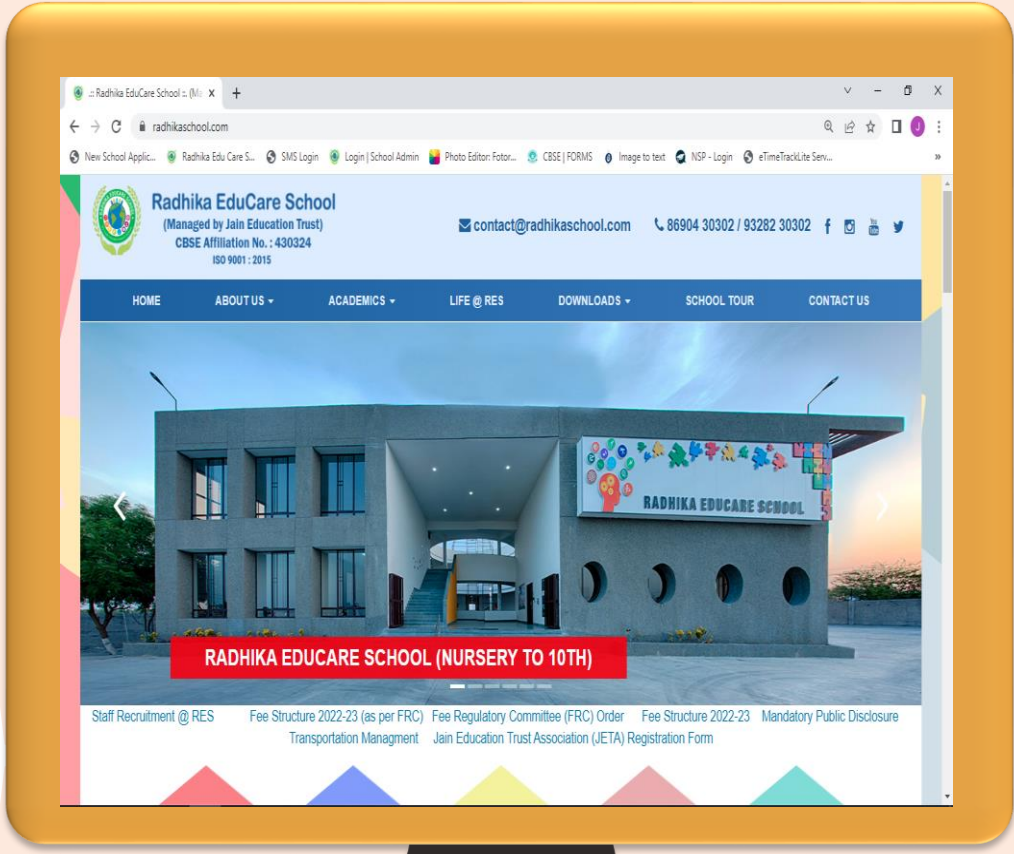 .:: Radhika EduCare School ::. (Ma
radhikaschool.com
New School Applic... Radhika Edu Care S... SMS Login Login | School Admin Photo Editor: Fotor... CBSE | FORMS Image to text NSP - Login eTimeTrackLite Serv... »
Radhika EduCare School
(Managed by Jain Education Trust)
CBSE Affiliation No. : 430324
ISO 9001 : 2015
contact@radhikaschool.com 86904 30302 / 93282 30302
HOME ABOUT US ACADEMICS LIFE @ RES DOWNLOADS SCHOOL TOUR CONTACT US
RADHIKA EDUCARE SCHOOL
RADHIKA EDUCARE SCHOOL (NURSERY TO 10TH)
Staff Recruitment @ RES Fee Structure 2022-23 (as per FRC) Fee Regulatory Committee (FRC) Order Fee Structure 2022-23 Mandatory Public Disclosure
Transportation Managment Jain Education Trust Association (JETA) Registration Form